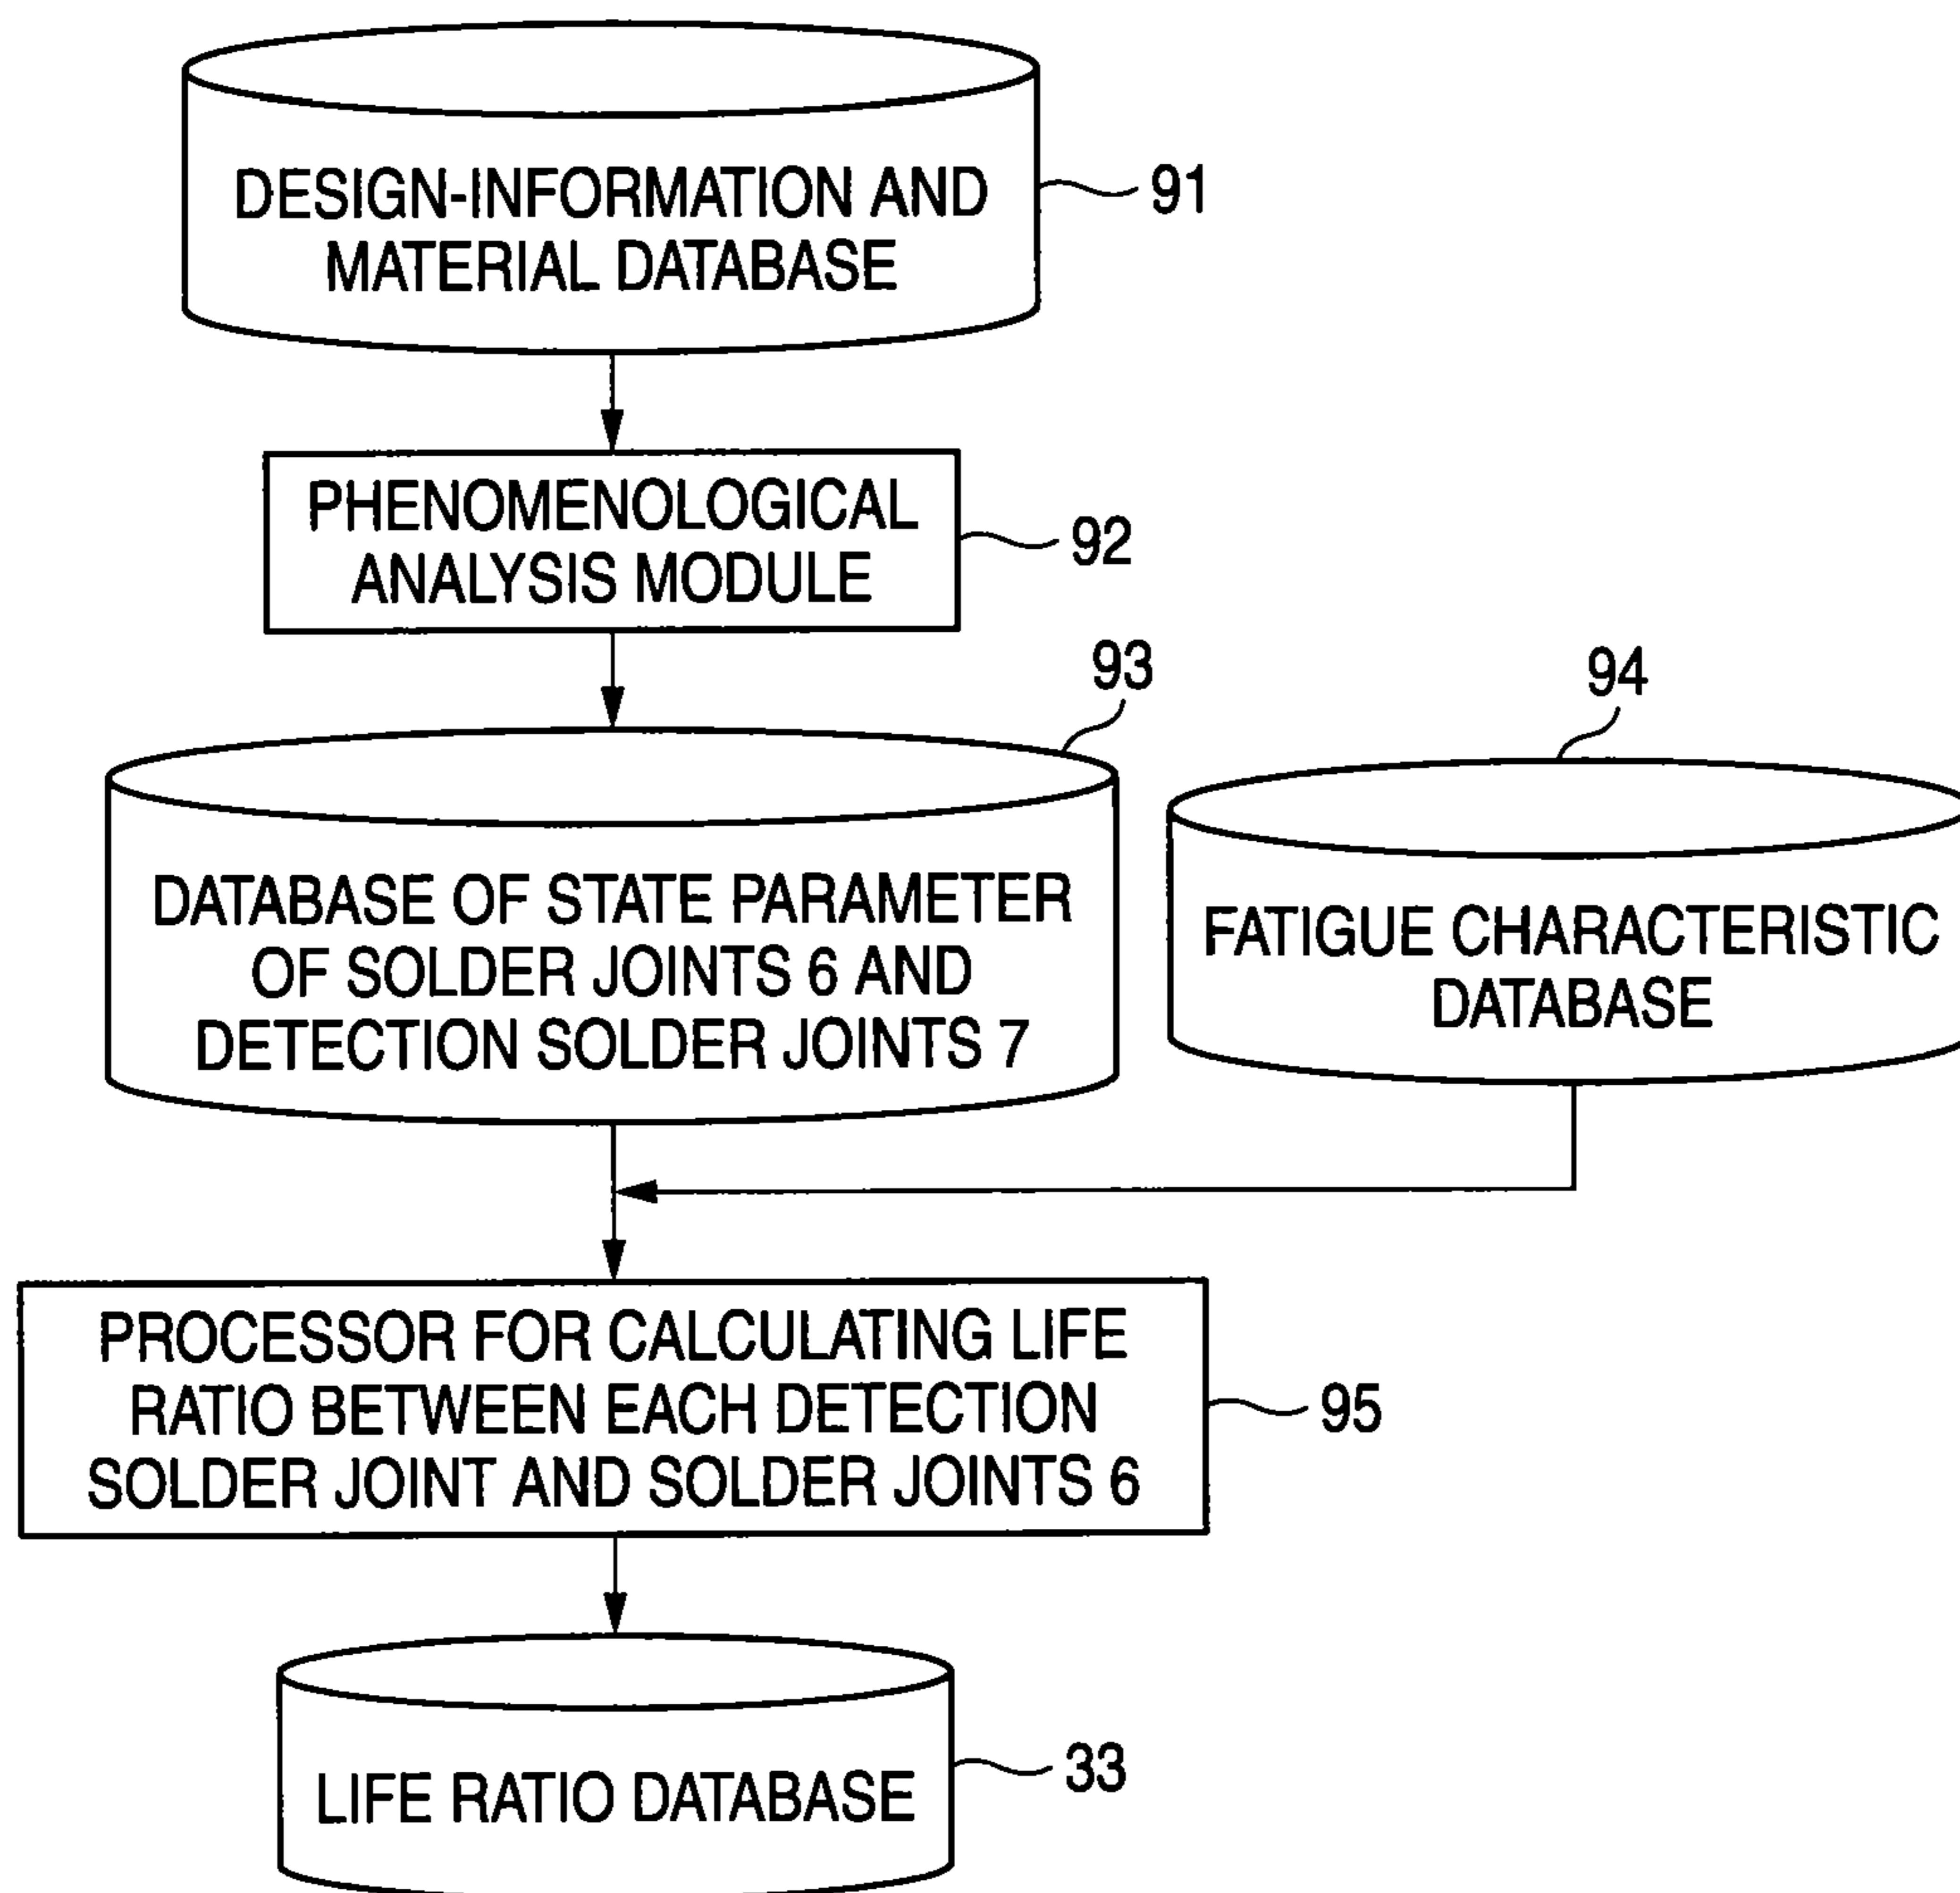 DESIGN-INFORMATION AND
MATERIAL DATABASE
91
PHENOMENOLOGICAL
ANALYSIS MODULE
92
93
94
DATABASE OF STATE PARAMETER
OF SOLDER JOINTS 6 AND
DETECTION SOLDER JOINTS 7
FATIGUE CHARACTERISTIC
DATABASE
PROCESSOR FOR CALCULATING LIFE
RATIO BETWEEN EACH DETECTION
SOLDER JOINT AND SOLDER JOINTS 6
95
LIFE RATIO DATABASE
33